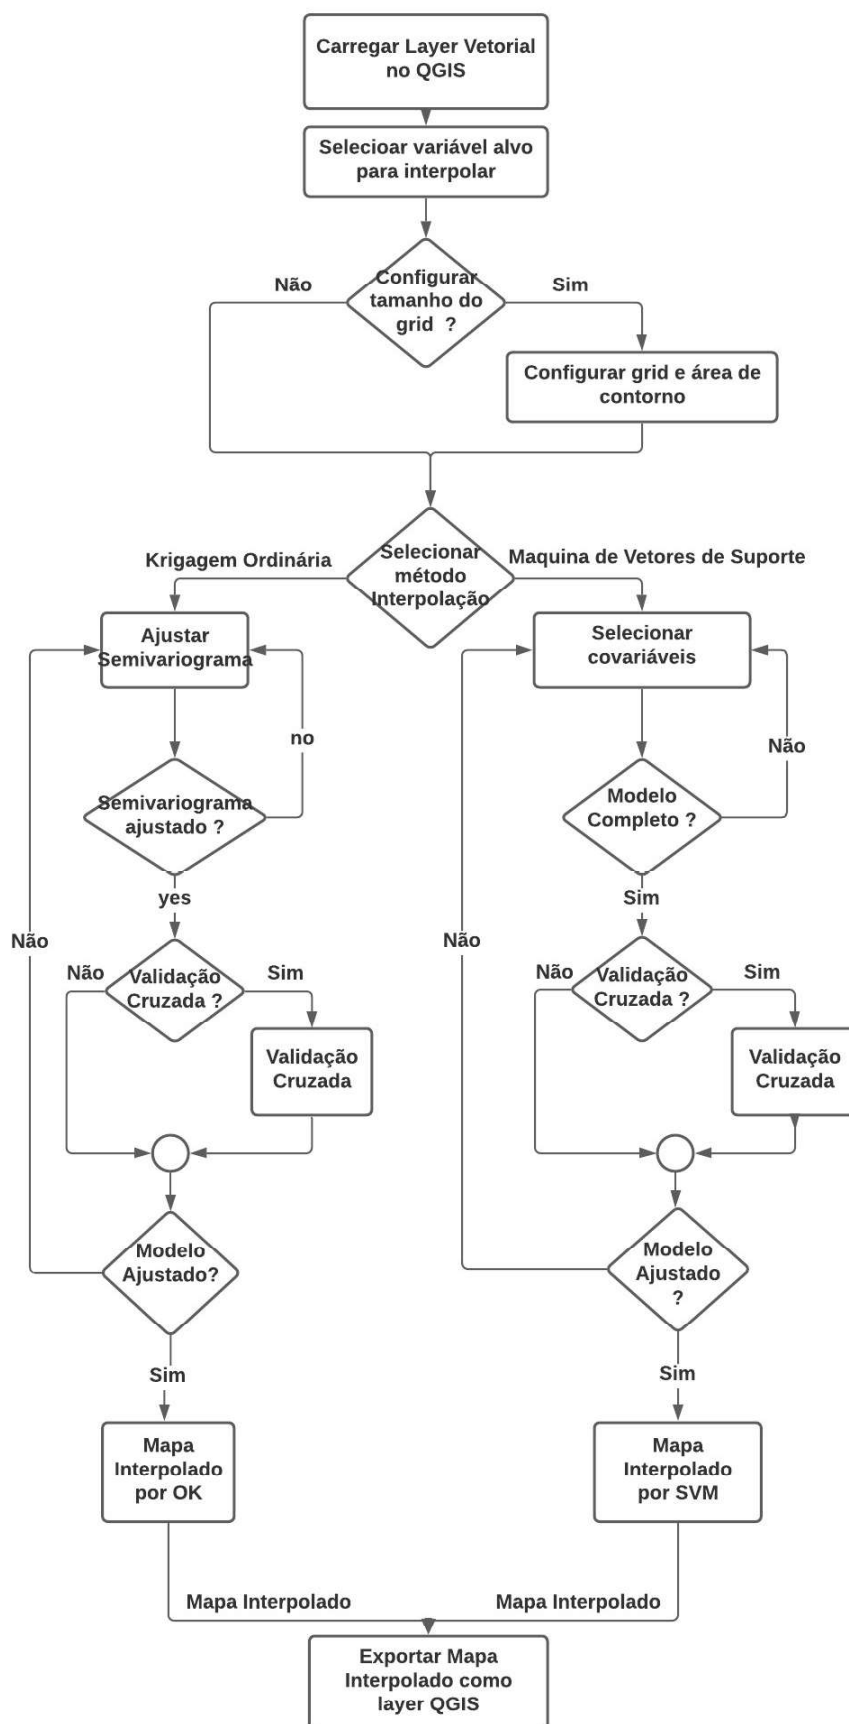 Carregar Layer Vetorial
no QGIS
Selecioar variável alvo
para interpolar
Não
Configurar
tamanho do
grid ?
Sim
Configurar grid e área de
contorno
Krigagem Ordinária
Selecionar
método
Interpolação
Maquina de Vetores de Suporte
Ajustar
Semivariograma
Selecionar
covariáveis
no
Não
Semivariograma
ajustado ?
Modelo
Completo ?
yes
Sim
Não
Não
Não
Validação
Cruzada ?
Sim
Não
Validação
Cruzada ?
Sim
Validação
Cruzada
Validação
Cruzada
Modelo
Ajustado?
Modelo
Ajustado
?
Sim
Sim
Mapa
Interpolado
por OK
Mapa
Interpolado
por SVM
Mapa Interpolado
Mapa Interpolado
Exportar Mapa
Interpolado como
layer QGIS